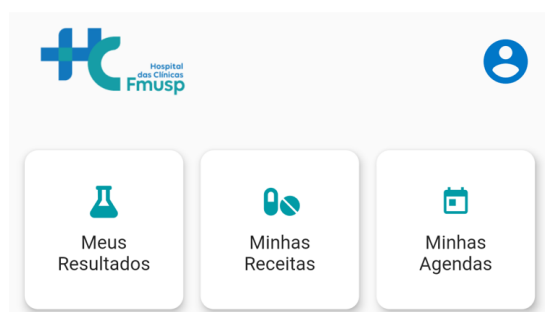 Hospital
das Clínicas
Fmusp
Meus
Resultados
Minhas
Receitas
Minhas
Agendas